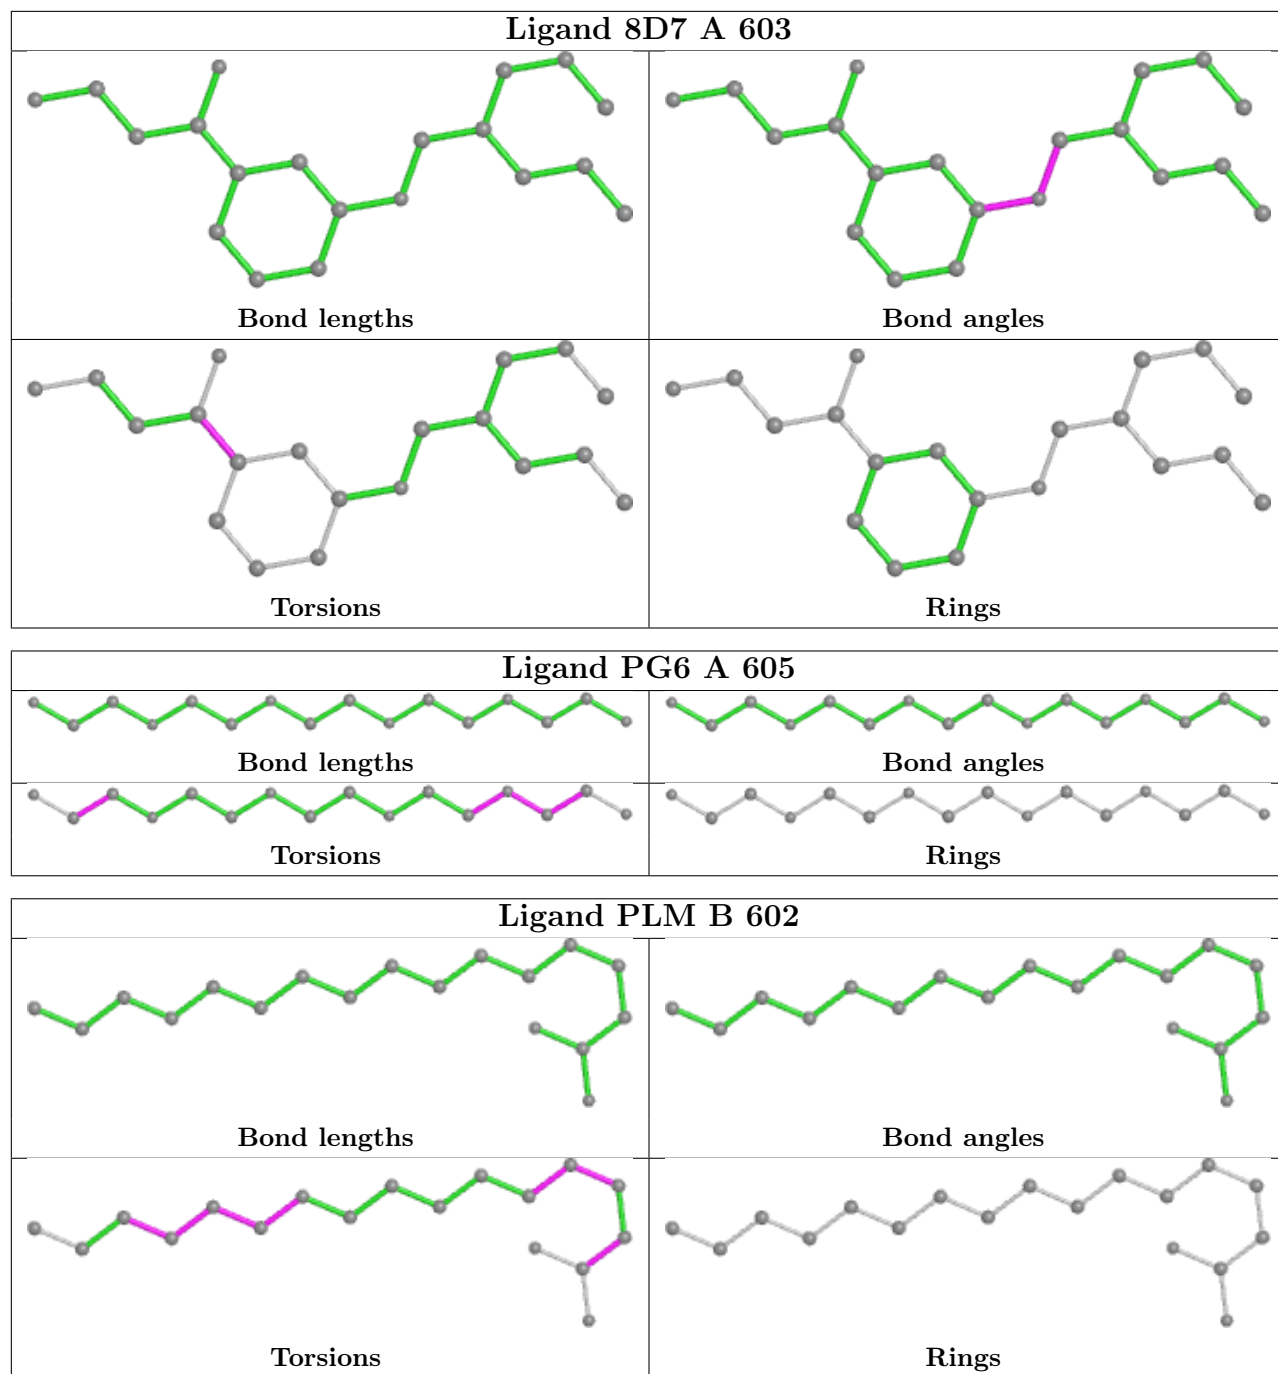 Ligand 8D7 A 603
Bond lengths
Bond angles
Torsions
Rings
Ligand PG6 A 605
Bond lengths
Bond angles
Torsions
Rings
Ligand PLM B 602
Bond lengths
Bond angles
Torsions
Rings